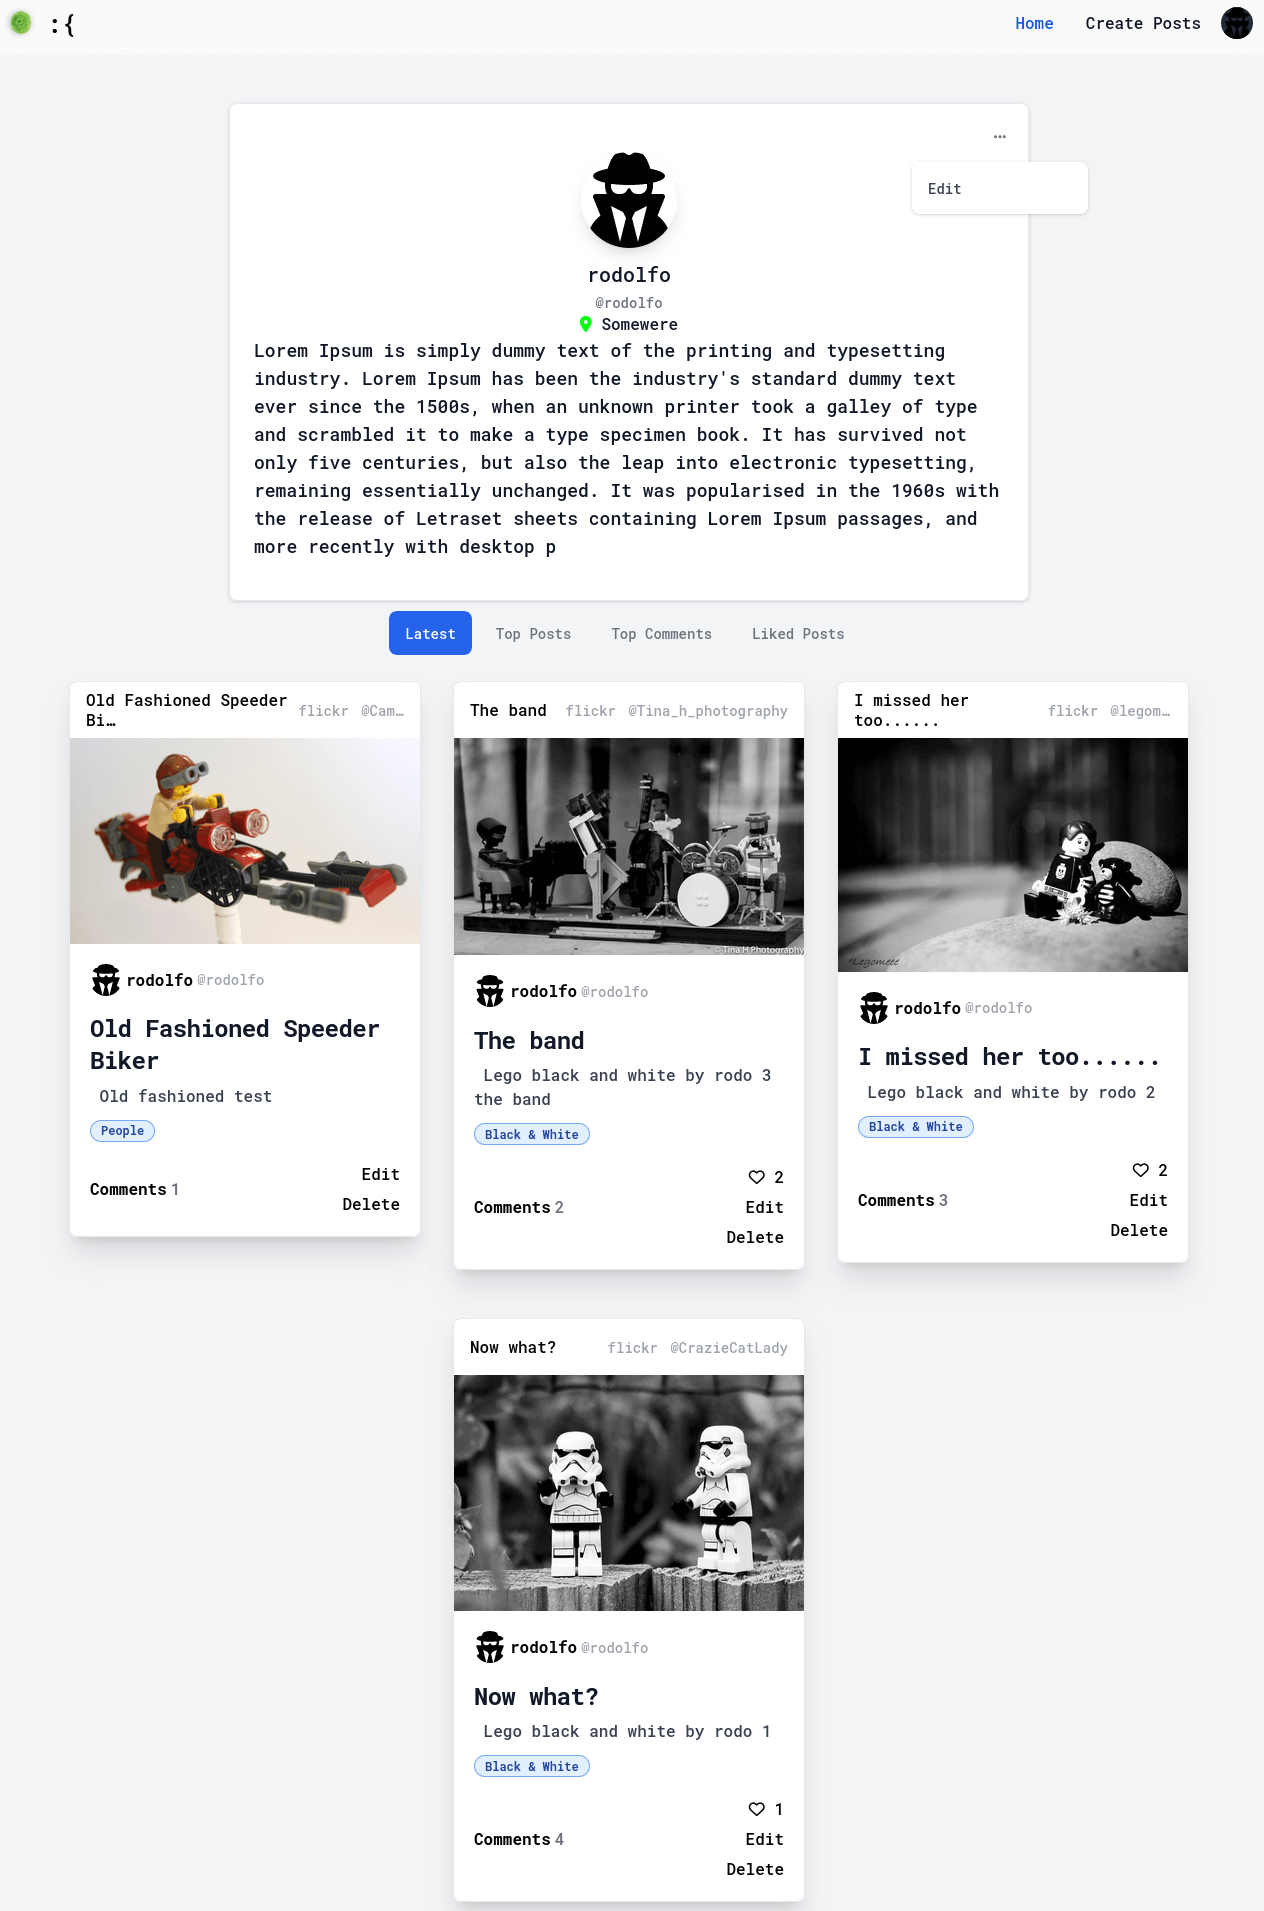 :{
Home
Create Posts
Edit
rodolfo
@rodolfo
Somewere
Lorem Ipsum is simply dummy text of the printing and typesetting
industry. Lorem Ipsum has been the industry's standard dummy text
ever since the 1500s, when an unknown printer took a galley of type
and scrambled it to make a type specimen book. It has survived not
only five centuries, but also the leap into electronic typesetting,
remaining essentially unchanged. It was popularised in the 1960s with
the release of Letraset sheets containing Lorem Ipsum passages, and
more recently with desktop p
Latest
Top Posts
Top Comments
Liked Posts
Old Fashioned Speeder
Bi…
flickr @Cam…
rodolfo @rodolfo
Old Fashioned Speeder
Biker
Old fashioned test
People
Comments 1
Edit
Delete
The band
flickr @Tina_h_photography
© Tina H Photography
rodolfo @rodolfo
The band
Lego black and white by rodo 3
the band
Black & White
2
Comments 2
Edit
Delete
I missed her
too......
flickr @legom…
©Legomeee
rodolfo @rodolfo
I missed her too......
Lego black and white by rodo 2
Black & White
2
Comments 3
Edit
Delete
Now what?
flickr @CrazieCatLady
rodolfo @rodolfo
Now what?
Lego black and white by rodo 1
Black & White
1
Comments 4
Edit
Delete